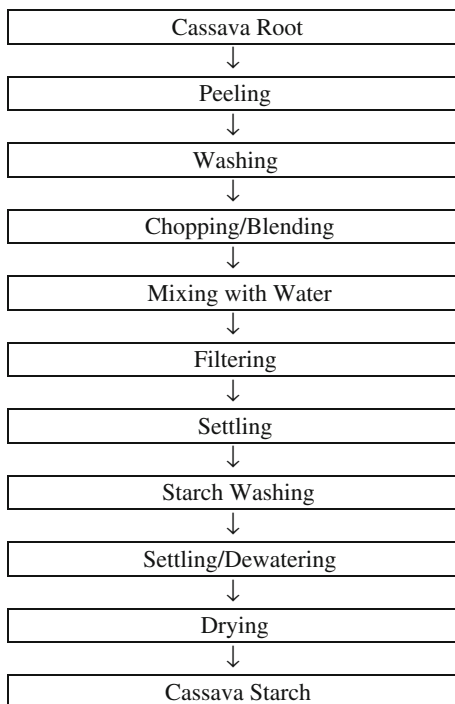 Cassava Root
↓
Peeling
↓
Washing
↓
Chopping/Blending
↓
Mixing with Water
↓
Filtering
↓
Settling
↓
Starch Washing
↓
Settling/Dewatering
↓
Drying
↓
Cassava Starch